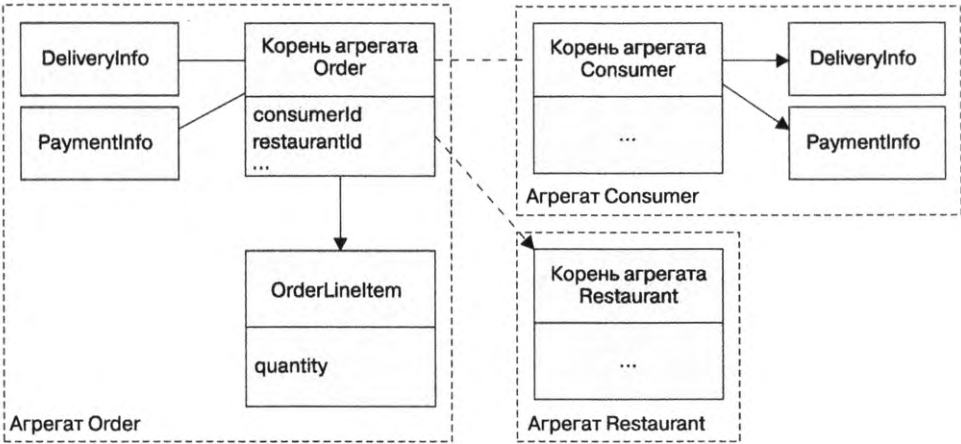 DeliveryInfo
PaymentInfo
Корень агрегата
Order
consumerId
restaurantId
...
OrderLineItem
quantity
Агрегат Order
Корень агрегата
Consumer
...
DeliveryInfo
PaymentInfo
Агрегат Consumer
Корень агрегата
Restaurant
...
Агрегат Restaurant